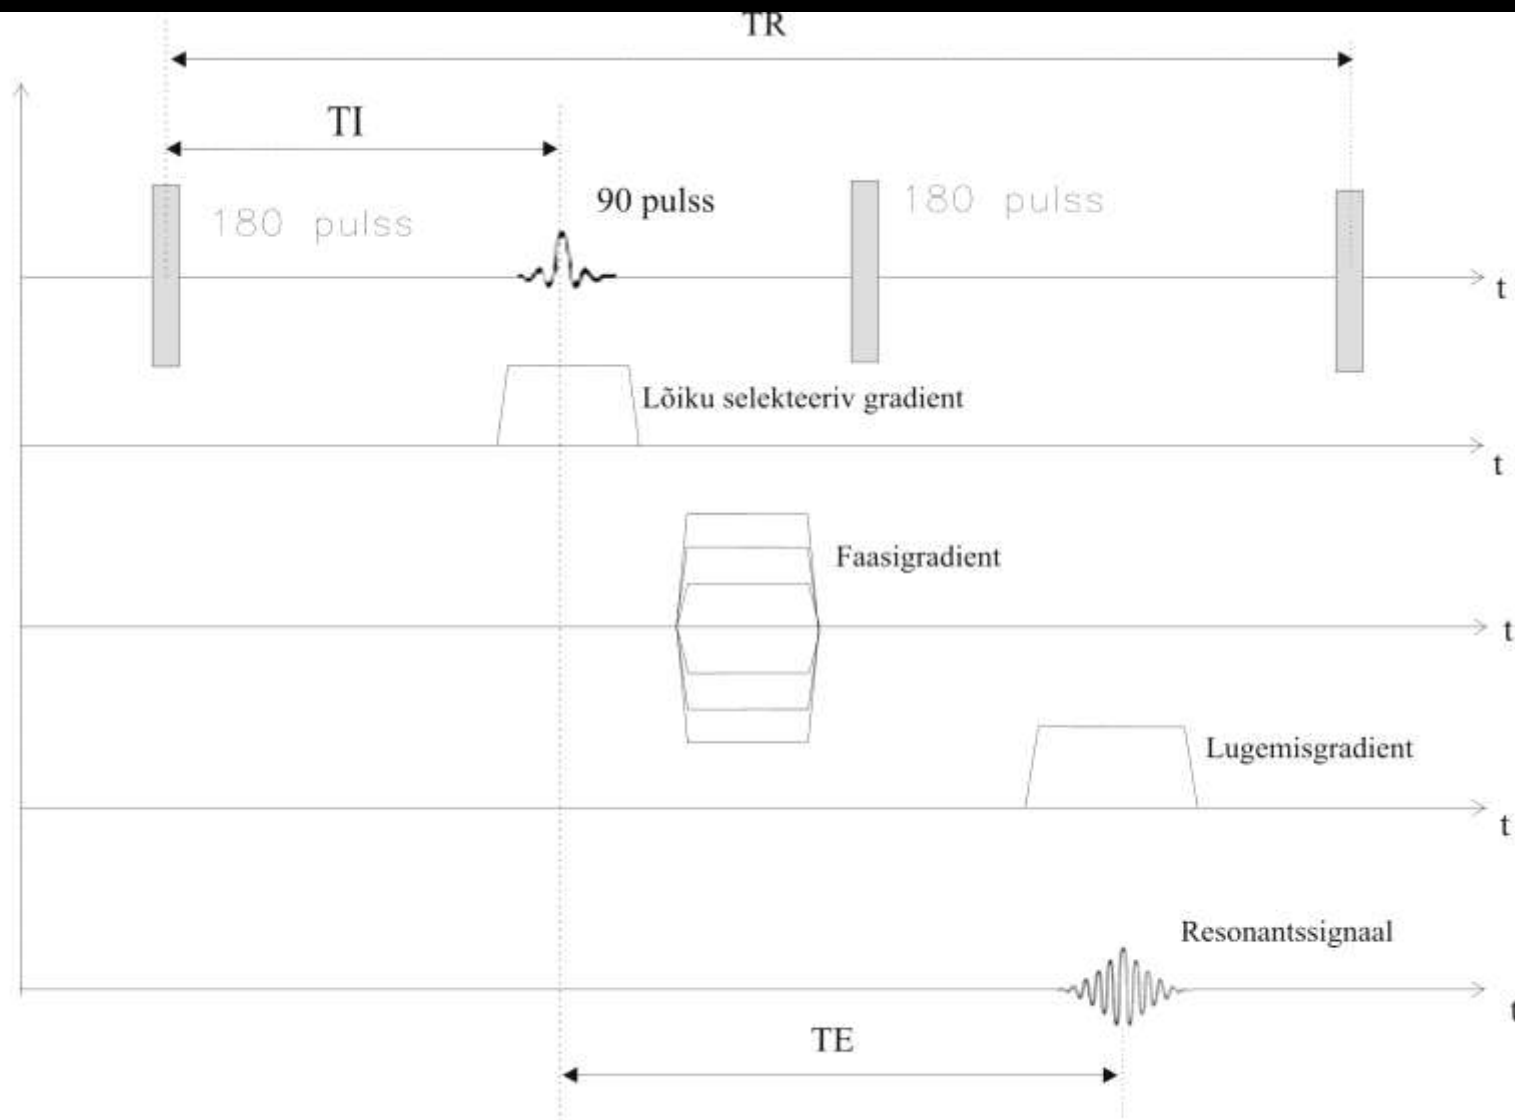 TR
TI
180 pulss
90 pulss
180 pulss
t
Lõiku selekteeriv gradient
t
Faasigradient
t
Lugemisgradient
t
Resonantssignaal
t
TE